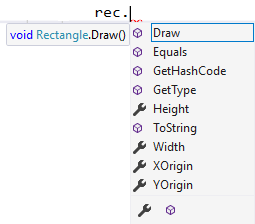 rec.
void Rectangle.Draw()
Draw
Equals
GetHashCode
GetType
Height
ToString
Width
XOrigin
YOrigin